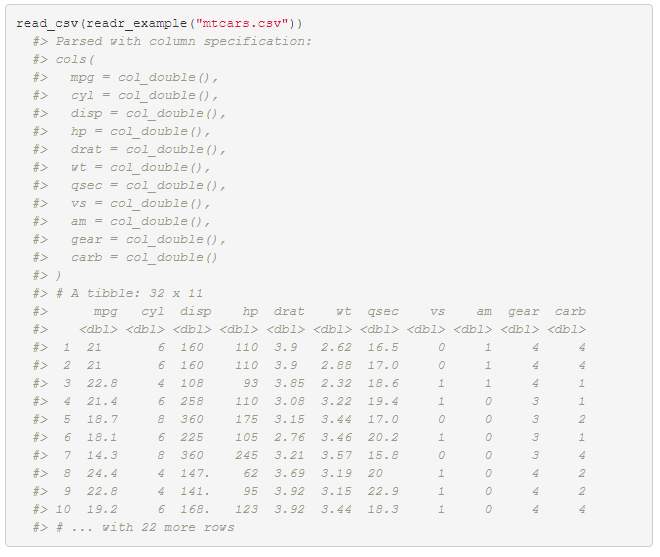 read_csv(readr_example("mtcars.csv"))
#> Parsed with column specification:
#> cols(
#>   mpg = col_double(),
#>   cyl = col_double(),
#>   disp = col_double(),
#>   hp = col_double(),
#>   drat = col_double(),
#>   wt = col_double(),
#>   qsec = col_double(),
#>   vs = col_double(),
#>   am = col_double(),
#>   gear = col_double(),
#>   carb = col_double()
#> )
#> # A tibble: 32 x 11
#>      mpg   cyl  disp    hp  drat    wt  qsec    vs    am  gear  carb
#>    <dbl> <dbl> <dbl> <dbl> <dbl> <dbl> <dbl> <dbl> <dbl> <dbl> <dbl>
#>  1  21       6  160    110  3.9   2.62  16.5     0     1     4     4
#>  2  21       6  160    110  3.9   2.88  17.0     0     1     4     4
#>  3  22.8     4  108     93  3.85  2.32  18.6     1     1     4     1
#>  4  21.4     6  258    110  3.08  3.22  19.4     1     0     3     1
#>  5  18.7     8  360    175  3.15  3.44  17.0     0     0     3     2
#>  6  18.1     6  225    105  2.76  3.46  20.2     1     0     3     1
#>  7  14.3     8  360    245  3.21  3.57  15.8     0     0     3     4
#>  8  24.4     4  147.    62  3.69  3.19  20       1     0     4     2
#>  9  22.8     4  141.    95  3.92  3.15  22.9     1     0     4     2
#> 10  19.2     6  168.   123  3.92  3.44  18.3     1     0     4     4
#> # ... with 22 more rows